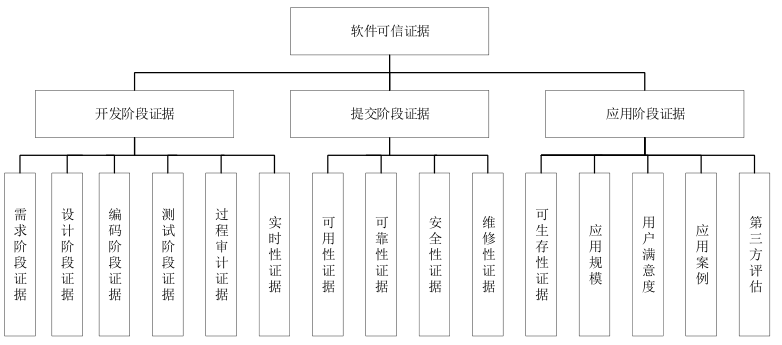 软件可信证据
开发阶段证据
提交阶段证据
应用阶段证据
需求阶段证据
设计阶段证据
编码阶段证据
测试阶段证据
过程审计证据
实时性证据
可用性证据
可靠性证据
安全性证据
维修性证据
可生存性证据
应用规模
用户满意度
应用案例
第三方评估